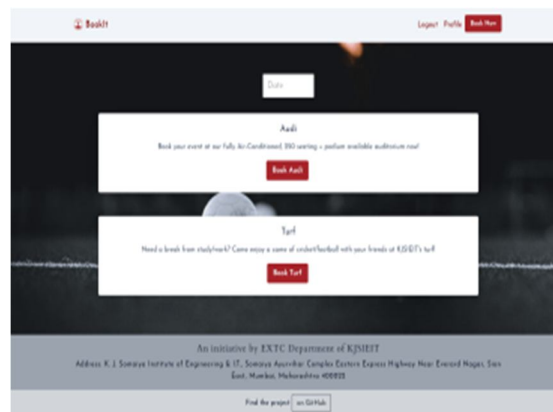 BookIt
Logout Profile Book Now
Date
Audi
Book your event at our fully Air-Conditioned, 350 seating + podium available auditorium now!
Book Audi
Turf
Need a break from study/work? Come enjoy a game of cricket/football with your friends at KJSIEIT's turf!
Book Turf
An initiative by EXTC Department of KJSIEIT
Address: K. J. Somaiya Institute of Engineering & I.T., Somaiya Ayurvihar Complex Eastern Express Highway Near Everard Nagar, Sion
East, Mumbai, Maharashtra 400022
Find the project on GitHub